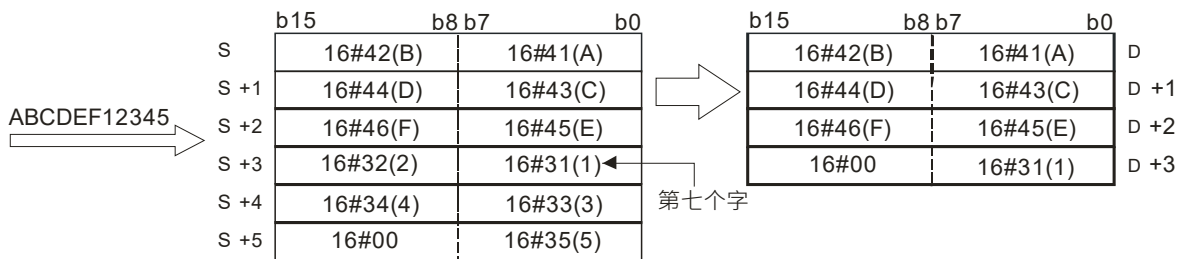 b15 b8 b7 b0 b15 b8 b7 b0
S 16#42(B) 16#41(A) 16#42(B) 16#41(A) D
S +1 16#44(D) 16#43(C) 16#44(D) 16#43(C) D +1
ABCDEF12345
S +2 16#46(F) 16#45(E) 16#46(F) 16#45(E) D +2
S +3 16#32(2) 16#31(1) 16#00 16#31(1) D +3
第七个字
S +4 16#34(4) 16#33(3)
S +5 16#00 16#35(5)